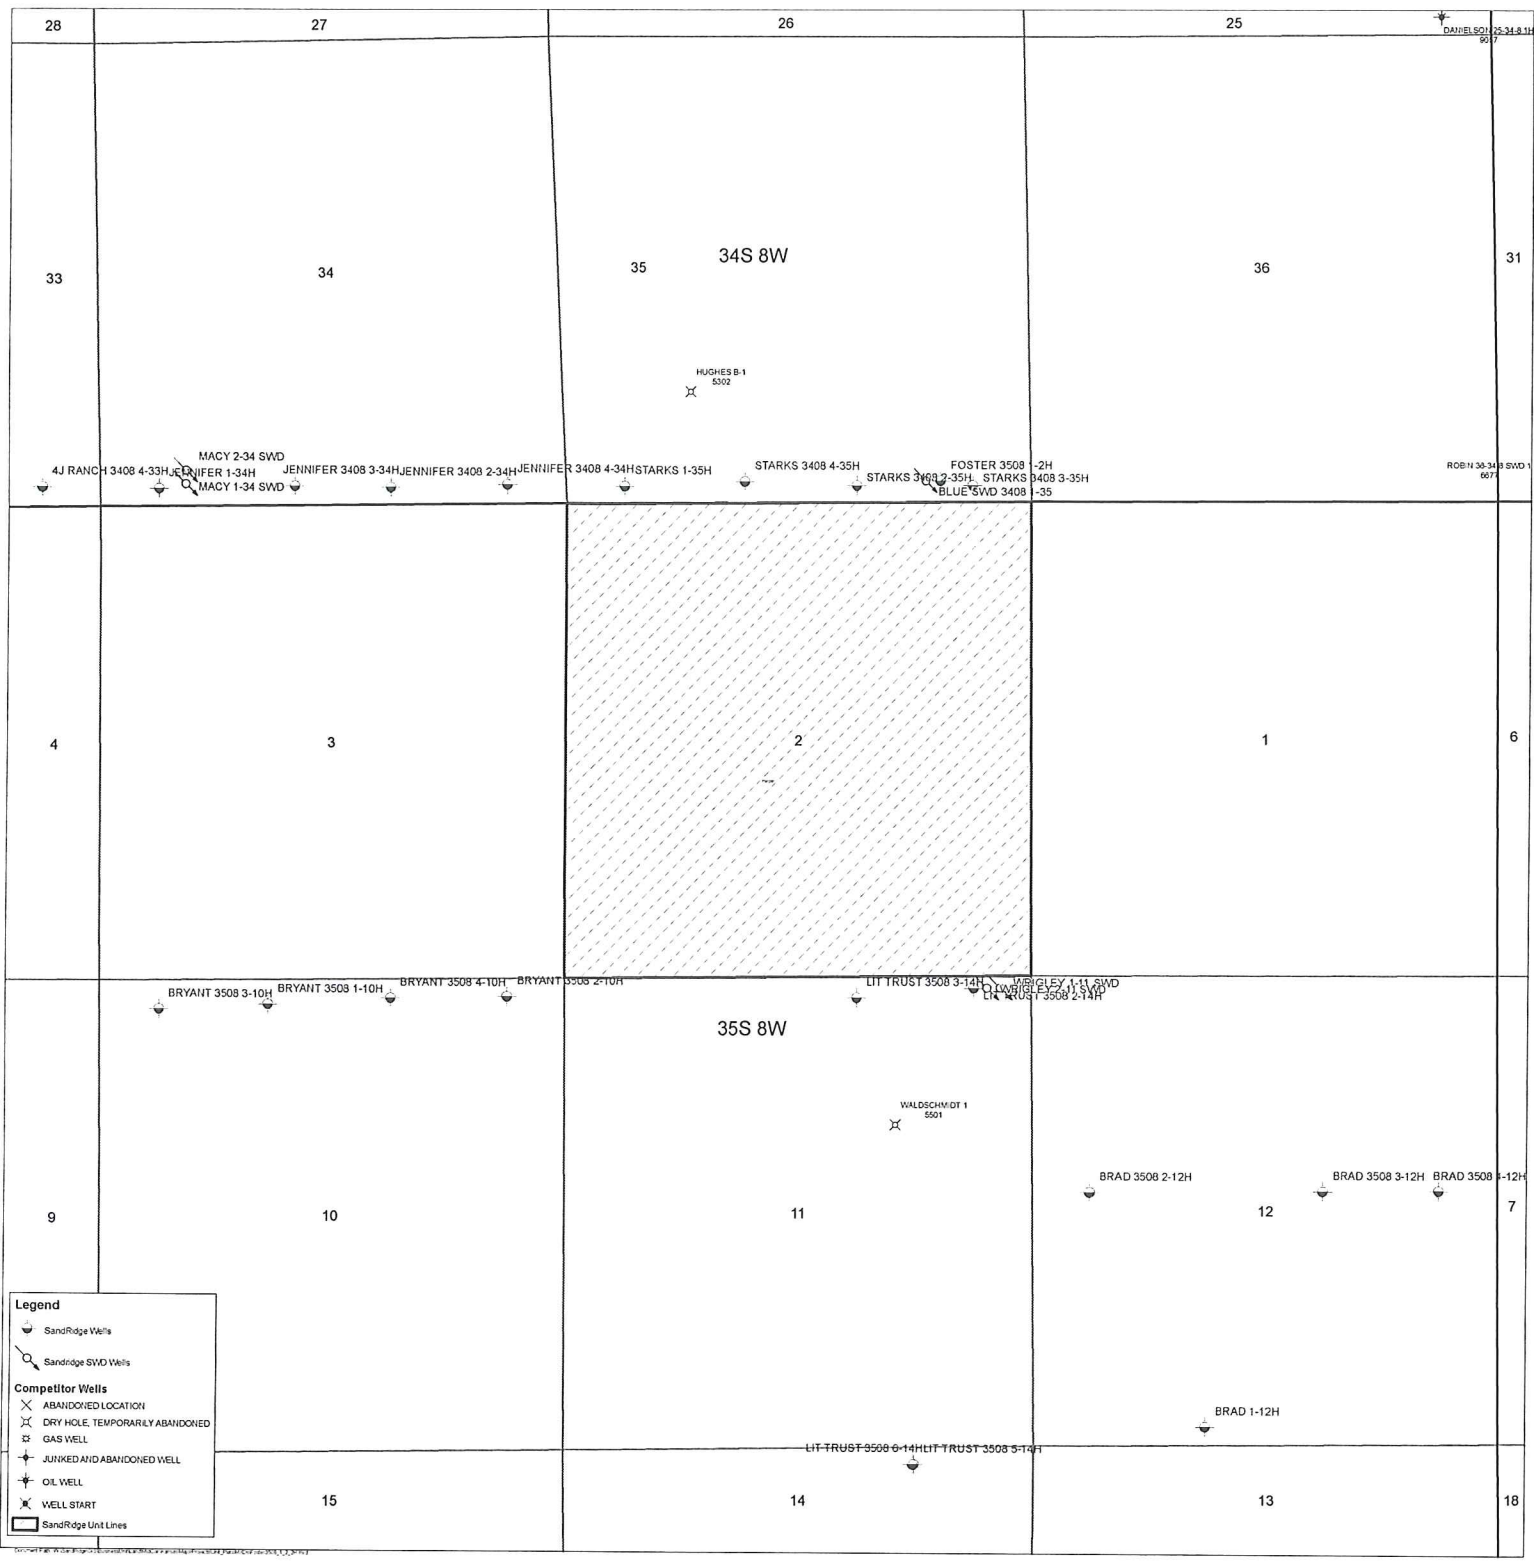 28
27
26
25
DANIELSON 25-34-8 1H
34S 8W
33
34
35
36
31
HUGHES B-1
5302
MACY 2-34 SWD
4J RANCH 3408 4-33H
JENNIFER 1-34H
MACY 1-34 SWD
JENNIFER 3408 3-34H
JENNIFER 3408 2-34H
JENNIFER 3408 4-34H
STARKS 1-35H
STARKS 3408 4-35H
STARKS 3408 2-35H
FOSTER 3508 1-2H
STARKS 3408 3-35H
BLUE SWD 3408 1-35
6677
4
3
2
1
6
BRYANT 3508 3-10H
BRYANT 3508 1-10H
BRYANT 3508 4-10H
BRYANT 3508 2-10H
LIT TRUST 3508 3-14H
WRIGLEY 1-11 SWD
WRIGLEY 2-11 SWD
LIT TRUST 3508 2-14H
35S 8W
WALDSCHMIDT 1
5501
BRAD 3508 2-12H
BRAD 3508 3-12H
BRAD 3508 4-12H
9
10
11
12
7
BRAD 1-12H
LIT TRUST 3508 6-14H
LIT TRUST 3508 5-14H
15
14
13
18
Legend
SandRidge Wells
Sandridge SWD Wells
Competitor Wells
ABANDONED LOCATION
DRY HOLE, TEMPORARILY ABANDONED
GAS WELL
JUNKED AND ABANDONED WELL
OIL WELL
WELL START
SandRidge Unit Lines